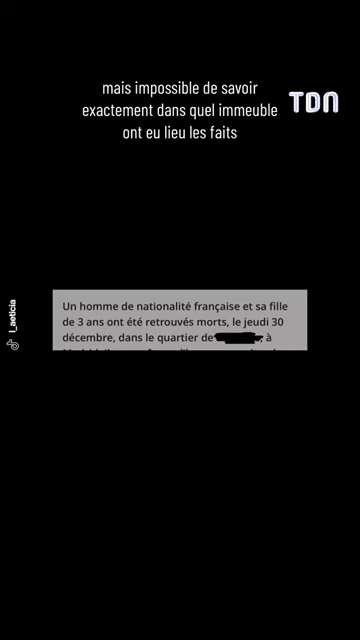 mais impossible de savoir
exactement dans quel immeuble
ont eu lieu les faits
TDN
l_aeticia
Un homme de nationalité française et sa fille
de 3 ans ont été retrouvés morts, le jeudi 30
décembre, dans le quartier de , à